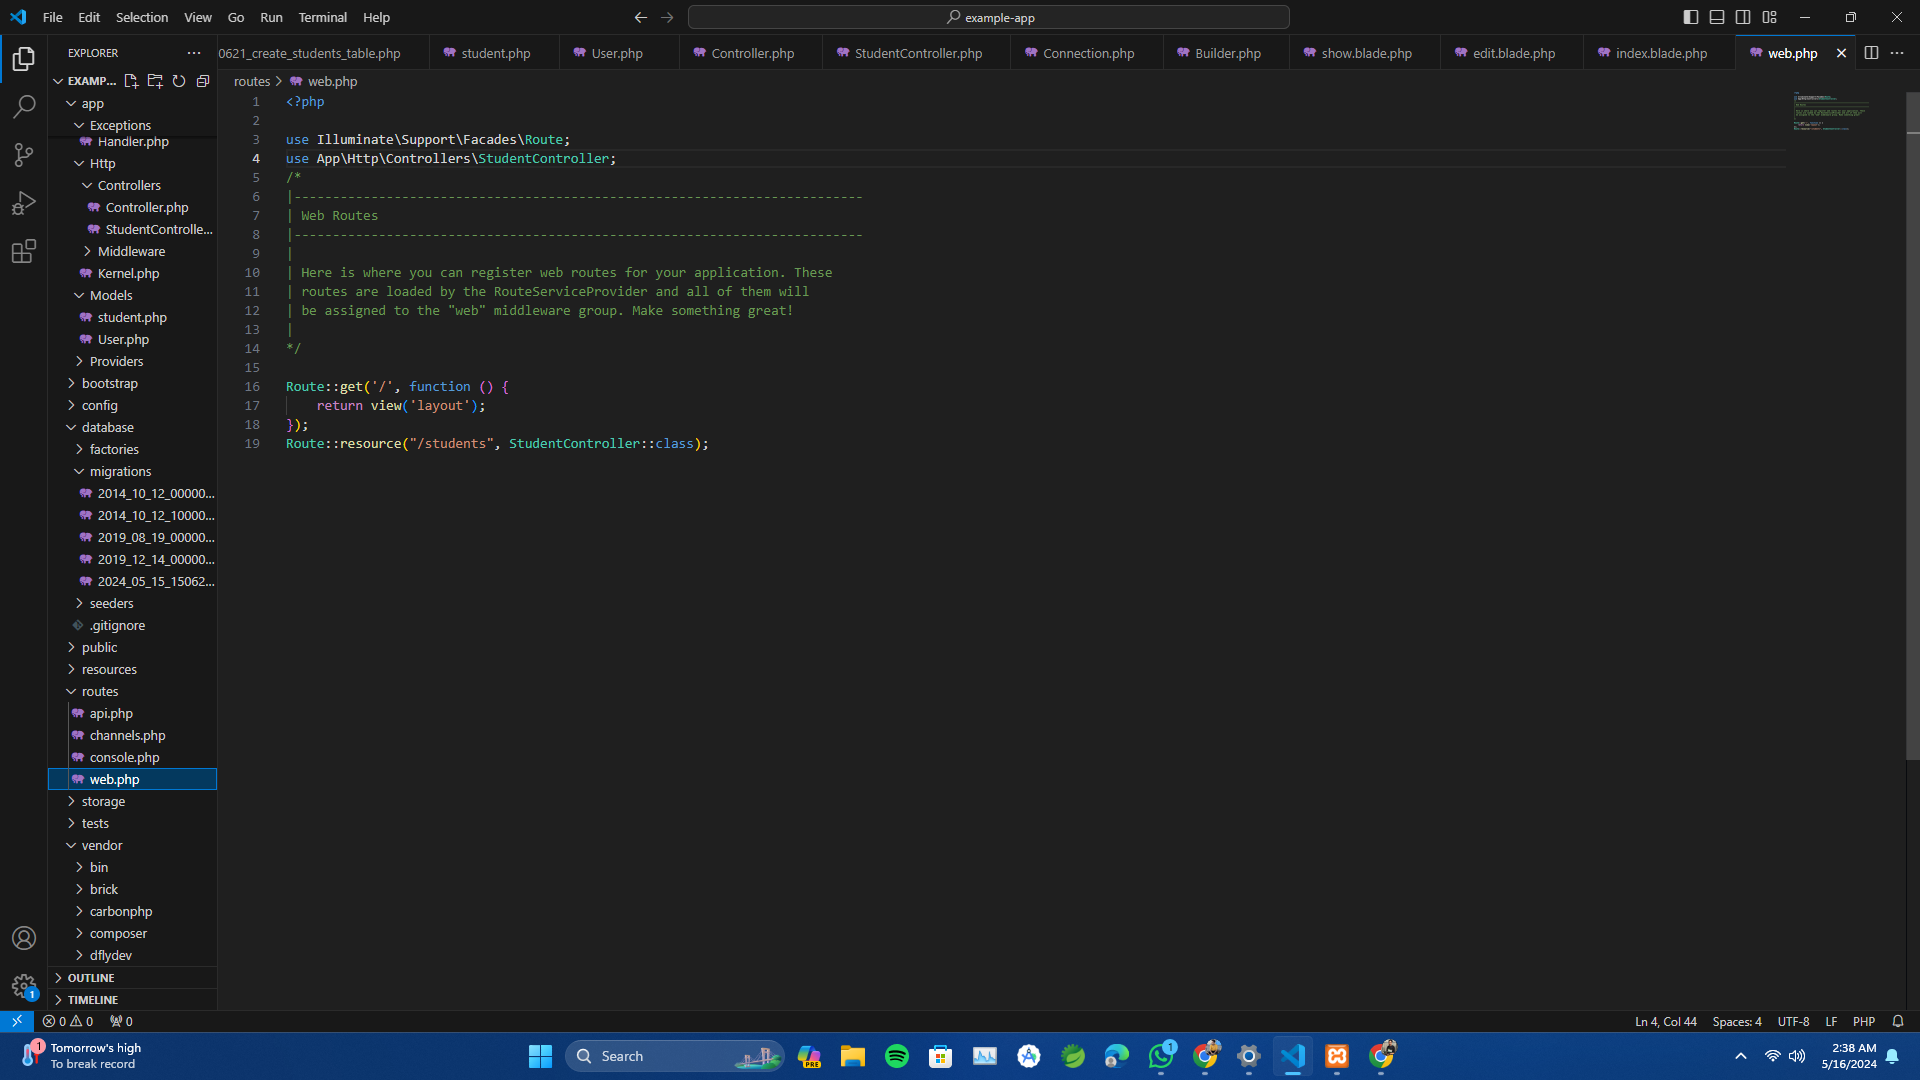 File Edit Selection View Go Run Terminal Help
example-app
EXPLORER
0621_create_students_table.php student.php User.php Controller.php StudentController.php Connection.php Builder.php show.blade.php edit.blade.php index.blade.php web.php
EXAMP...
app
Exceptions
Handler.php
Http
Controllers
Controller.php
StudentControlle...
Middleware
Kernel.php
Models
student.php
User.php
Providers
bootstrap
config
database
factories
migrations
2014_10_12_00000...
2014_10_12_10000...
2019_08_19_00000...
2019_12_14_00000...
2024_05_15_15062...
seeders
.gitignore
public
resources
routes
api.php
channels.php
console.php
web.php
storage
tests
vendor
bin
brick
carbonphp
composer
dflydev
OUTLINE
TIMELINE
routes > web.php
1 <?php
2
3 use Illuminate\Support\Facades\Route;
4 use App\Http\Controllers\StudentController;
5 /*
6 |--------------------------------------------------------------------------
7 | Web Routes
8 |--------------------------------------------------------------------------
9 |
10 | Here is where you can register web routes for your application. These
11 | routes are loaded by the RouteServiceProvider and all of them will
12 | be assigned to the "web" middleware group. Make something great!
13 |
14 */
15
16 Route::get('/', function () {
17     return view('layout');
18 });
19 Route::resource("/students", StudentController::class);
1
0 0 0
Ln 4, Col 44 Spaces: 4 UTF-8 LF PHP
1
Tomorrow's high
To break record
Search
PRE
1
2:38 AM
5/16/2024